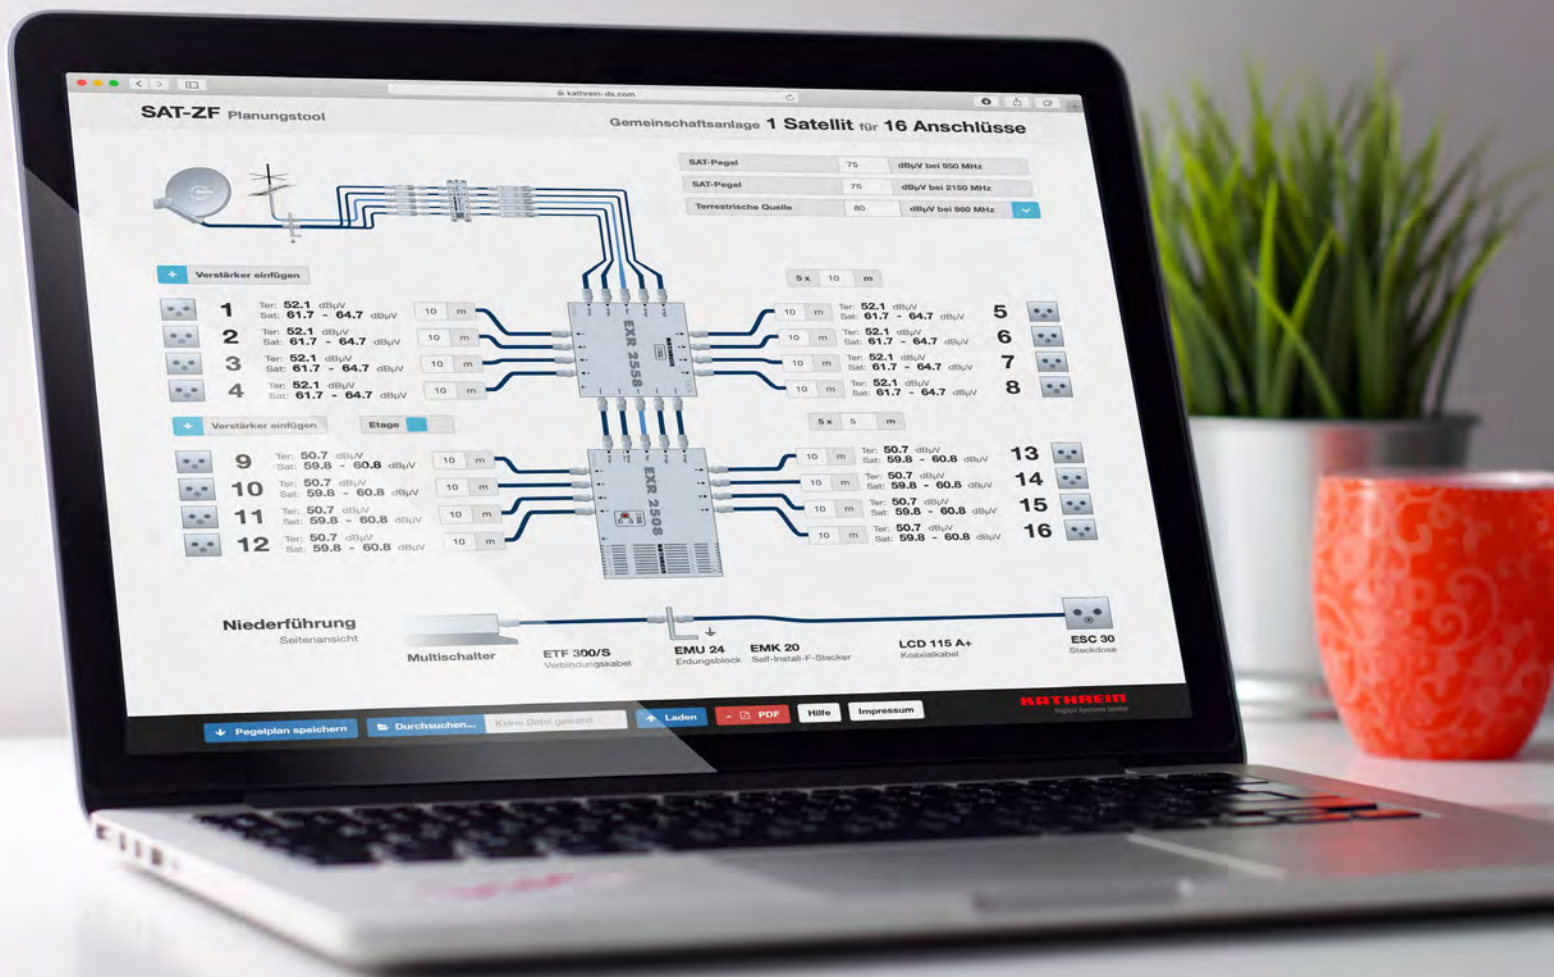 kathrein-ds.com
SAT-ZF Planungstool
Gemeinschaftsanlage 1 Satellit für 16 Anschlüsse
SAT-Pegel 75 dBµV bei 950 MHz
SAT-Pegel 75 dBµV bei 2150 MHz
Terrestrische Quelle 80 dBµV bei 860 MHz
+ Verstärker einfügen
5 x 10 m
1 Ter: 52.1 dBµV
Sat: 61.7 - 64.7 dBµV
10 m
2 Ter: 52.1 dBµV
Sat: 61.7 - 64.7 dBµV
10 m
3 Ter: 52.1 dBµV
Sat: 61.7 - 64.7 dBµV
10 m
4 Ter: 52.1 dBµV
Sat: 61.7 - 64.7 dBµV
10 m
EXR 2558
KATHREIN
10 m
Ter: 52.1 dBµV
Sat: 61.7 - 64.7 dBµV 5
10 m
Ter: 52.1 dBµV
Sat: 61.7 - 64.7 dBµV 6
10 m
Ter: 52.1 dBµV
Sat: 61.7 - 64.7 dBµV 7
10 m
Ter: 52.1 dBµV
Sat: 61.7 - 64.7 dBµV 8
+ Verstärker einfügen
Etage
5 x 5 m
9 Ter: 50.7 dBµV
Sat: 59.8 - 60.8 dBµV
10 m
10 Ter: 50.7 dBµV
Sat: 59.8 - 60.8 dBµV
10 m
11 Ter: 50.7 dBµV
Sat: 59.8 - 60.8 dBµV
10 m
12 Ter: 50.7 dBµV
Sat: 59.8 - 60.8 dBµV
10 m
EXR 2508
KATHREIN
10 m
Ter: 50.7 dBµV
Sat: 59.8 - 60.8 dBµV 13
10 m
Ter: 50.7 dBµV
Sat: 59.8 - 60.8 dBµV 14
10 m
Ter: 50.7 dBµV
Sat: 59.8 - 60.8 dBµV 15
10 m
Ter: 50.7 dBµV
Sat: 59.8 - 60.8 dBµV 16
Niederführung
Seitenansicht
Multischalter
ETF 300/S
Verbindungskabel
EMU 24
Erdungsblock
EMK 20
Self-Install-F-Stecker
LCD 115 A+
Koaxialkabel
ESC 30
Steckdose
Pegelplan speichern
Durchsuchen...
Keine Datei gewählt
Laden
PDF
Hilfe
Impressum
KATHREIN
Digital Systems GmbH